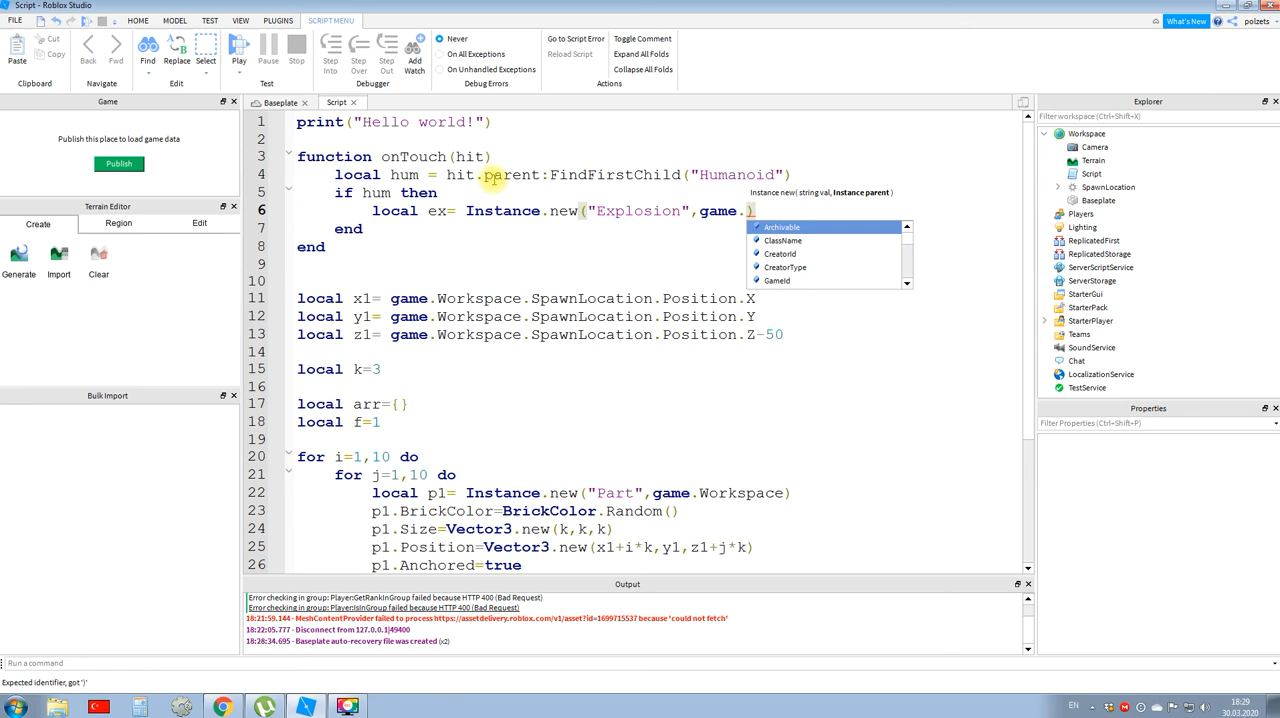 Script - Roblox Studio
FILE HOME MODEL TEST VIEW PLUGINS SCRIPT MENU
What's New polzets
Paste Cut Copy Clipboard
Back Fwd Navigate
Find Replace Select Edit
Play Pause Stop Test
Step Into Step Over Step Out Add Watch Debugger
Never
On All Exceptions
On Unhandled Exceptions
Debug Errors
Go to Script Error Toggle Comment
Reload Script Expand All Folds
Collapse All Folds
Actions
Game
Publish this place to load game data
Publish
Terrain Editor
Create Region Edit
Generate Import Clear
Bulk Import
Baseplate Script
1 print("Hello world!")
2
3 function onTouch(hit)
4 local hum = hit.parent:FindFirstChild("Humanoid")
5 if hum then
Instance new( string val, Instance parent )
6 local ex= Instance.new("Explosion",game.)
7 end
8 end
9
10
11 local x1= game.Workspace.SpawnLocation.Position.X
12 local y1= game.Workspace.SpawnLocation.Position.Y
13 local z1= game.Workspace.SpawnLocation.Position.Z-50
14
15 local k=3
16
17 local arr={}
18 local f=1
19
20 for i=1,10 do
21 for j=1,10 do
22 local p1= Instance.new("Part",game.Workspace)
23 p1.BrickColor=BrickColor.Random()
24 p1.Size=Vector3.new(k,k,k)
25 p1.Position=Vector3.new(x1+i*k,y1,z1+j*k)
26 p1.Anchored=true
Archivable
ClassName
CreatorId
CreatorType
GameId
Output
Error checking in group: Player:GetRankInGroup failed because HTTP 400 (Bad Request)
Error checking in group: Player:IsInGroup failed because HTTP 400 (Bad Request)
18:21:59.144 - MeshContentProvider failed to process https://assetdelivery.roblox.com/v1/asset?id=1699715537 because 'could not fetch'
18:22:05.777 - Disconnect from 127.0.0.1|49400
18:28:34.695 - Baseplate auto-recovery file was created (x2)
Explorer
Filter workspace (Ctrl+Shift+X)
Workspace
Camera
Terrain
Script
SpawnLocation
Baseplate
Players
Lighting
ReplicatedFirst
ReplicatedStorage
ServerScriptService
ServerStorage
StarterGui
StarterPack
StarterPlayer
Teams
SoundService
Chat
LocalizationService
TestService
Properties
Filter Properties (Ctrl+Shift+P)
Run a command
Expected identifier, got ')'
EN
18:29
30.03.2020